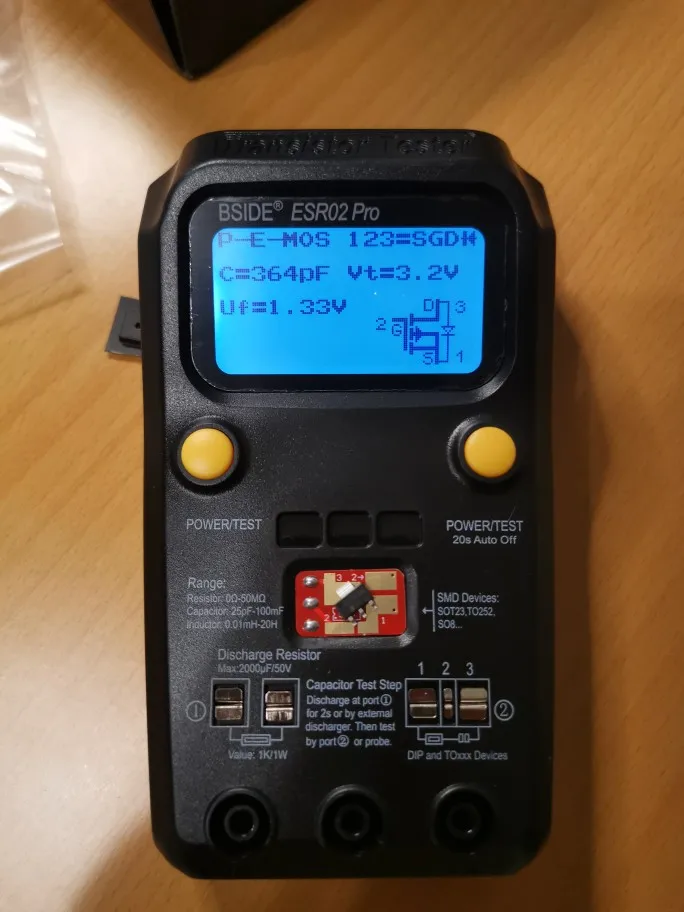 Transistor Tester
BSIDE® ESR02 Pro
P-E-MOS 123=SGD
C=364pF Vt=3.2V
Uf=1.33V
D 3
2 G
S 1
POWER/TEST
POWER/TEST
20s Auto Off
Range:
Resistor: 0Ω-50MΩ
Capacitor: 25pF-100mF
Inductor: 0.01mH-20H
3 2
2 1
SMD Devices:
SOT23,TO252,
SO8...
Discharge Resistor
Max:2000μF/50V
①
Value: 1K/1W
Capacitor Test Step
Discharge at port①
for 2s or by external
discharger. Then test
by port② or probe.
1 2 3
②
DIP and TOxxx Devices